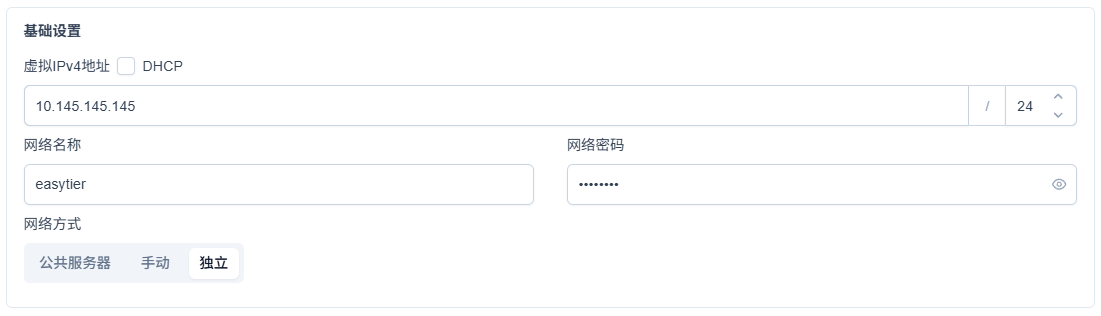 基础设置
虚拟IPv4地址 DHCP
10.145.145.145 / 24
网络名称 网络密码
easytier ••••••••
网络方式
公共服务器 手动 独立